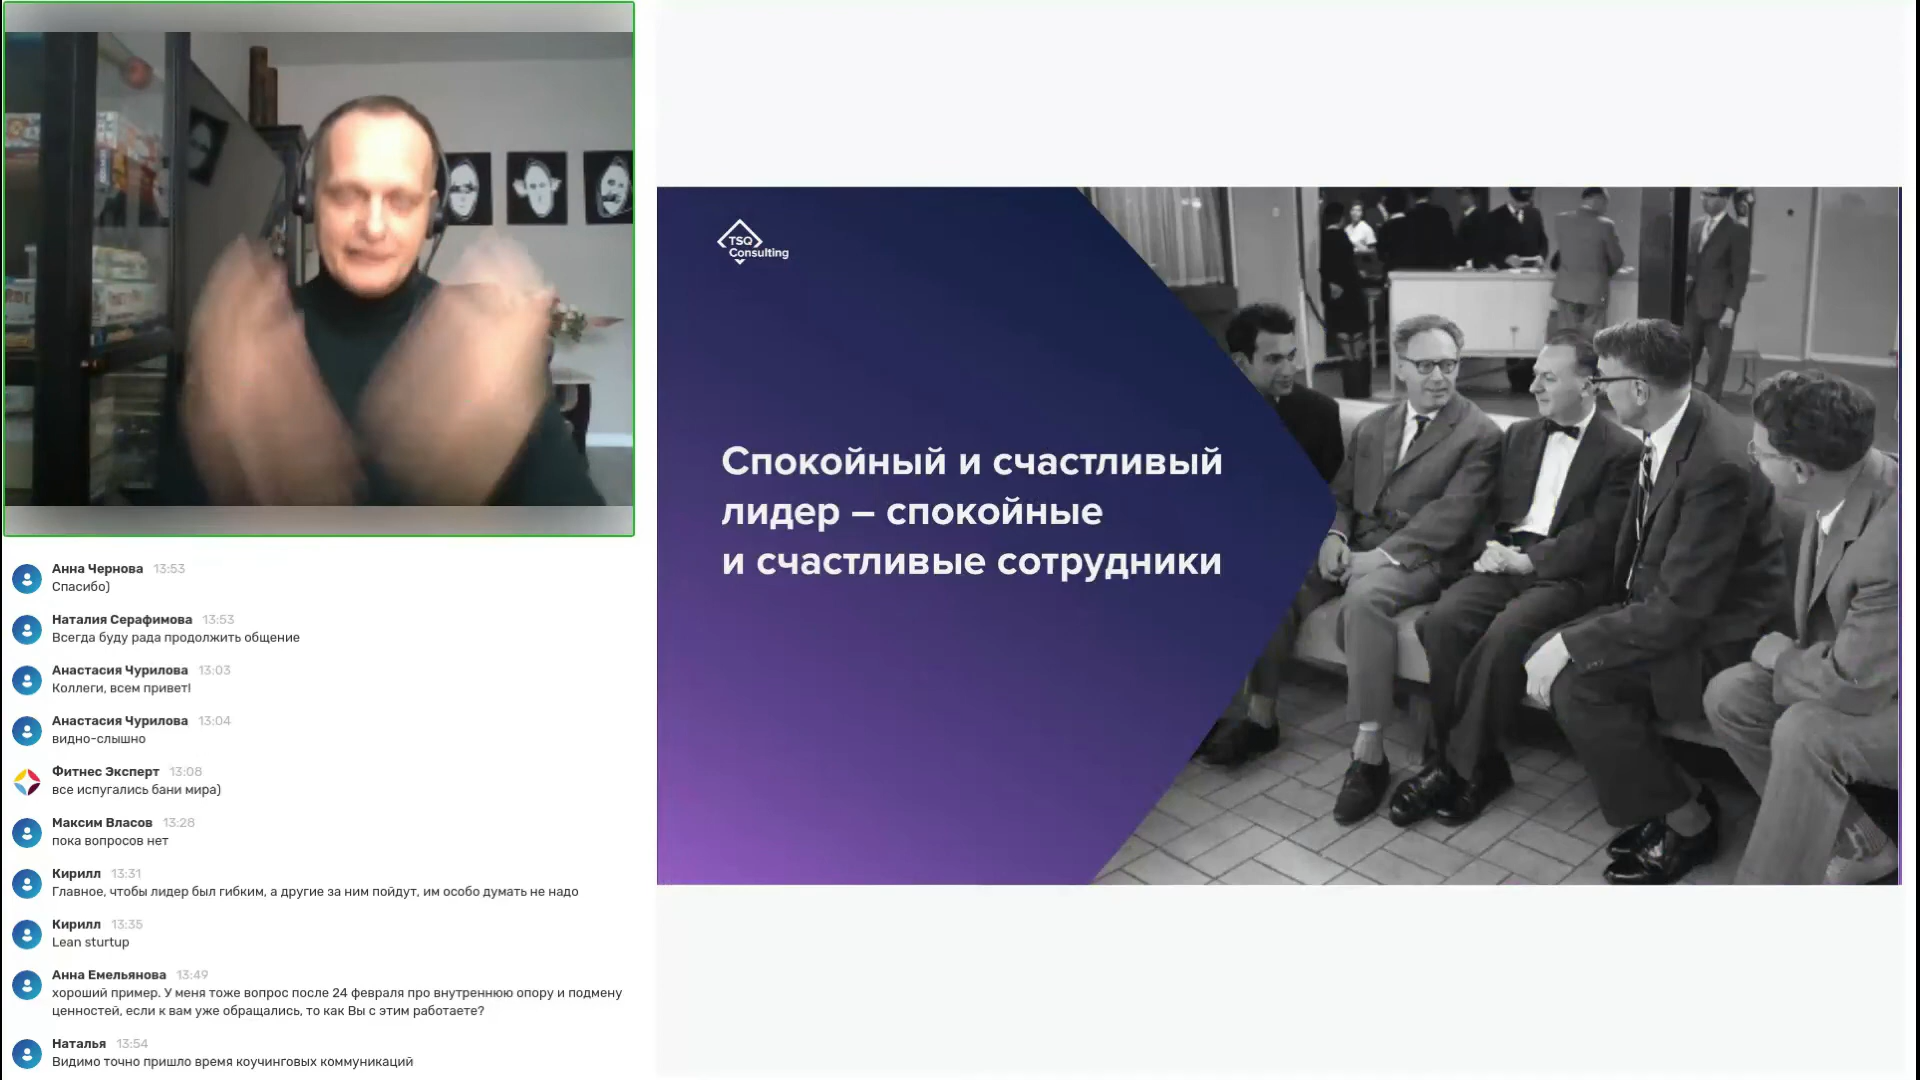 TSQ
Consulting
Спокойный и счастливый
лидер – спокойные
и счастливые сотрудники
Анна Чернова 13:53
Спасибо)
Наталия Серафимова 13:53
Всегда буду рада продолжить общение
Анастасия Чурилова 13:03
Коллеги, всем привет!
Анастасия Чурилова 13:04
видно-слышно
Фитнес Эксперт 13:08
все испугались бани мира)
Максим Власов 13:28
пока вопросов нет
Кирилл 13:31
Главное, чтобы лидер был гибким, а другие за ним пойдут, им особо думать не надо
Кирилл 13:35
Lean sturtup
Анна Емельянова 13:49
хороший пример. У меня тоже вопрос после 24 февраля про внутреннюю опору и подмену
ценностей, если к вам уже обращались, то как Вы с этим работаете?
Наталья 13:54
Видимо точно пришло время коучинговых коммуникаций